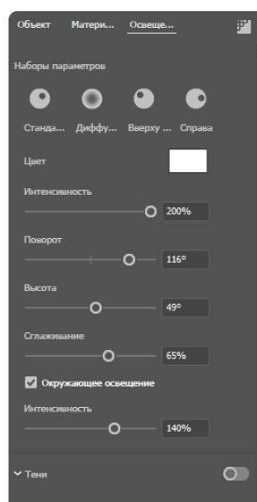 Объект Матери... Освеще...
Наборы параметров
Станда... Диффу... Вверху ... Справа
Цвет
Интенсивность
200%
Поворот
116°
Высота
49°
Сглаживание
65%
Окружающее освещение
Интенсивность
140%
Тени